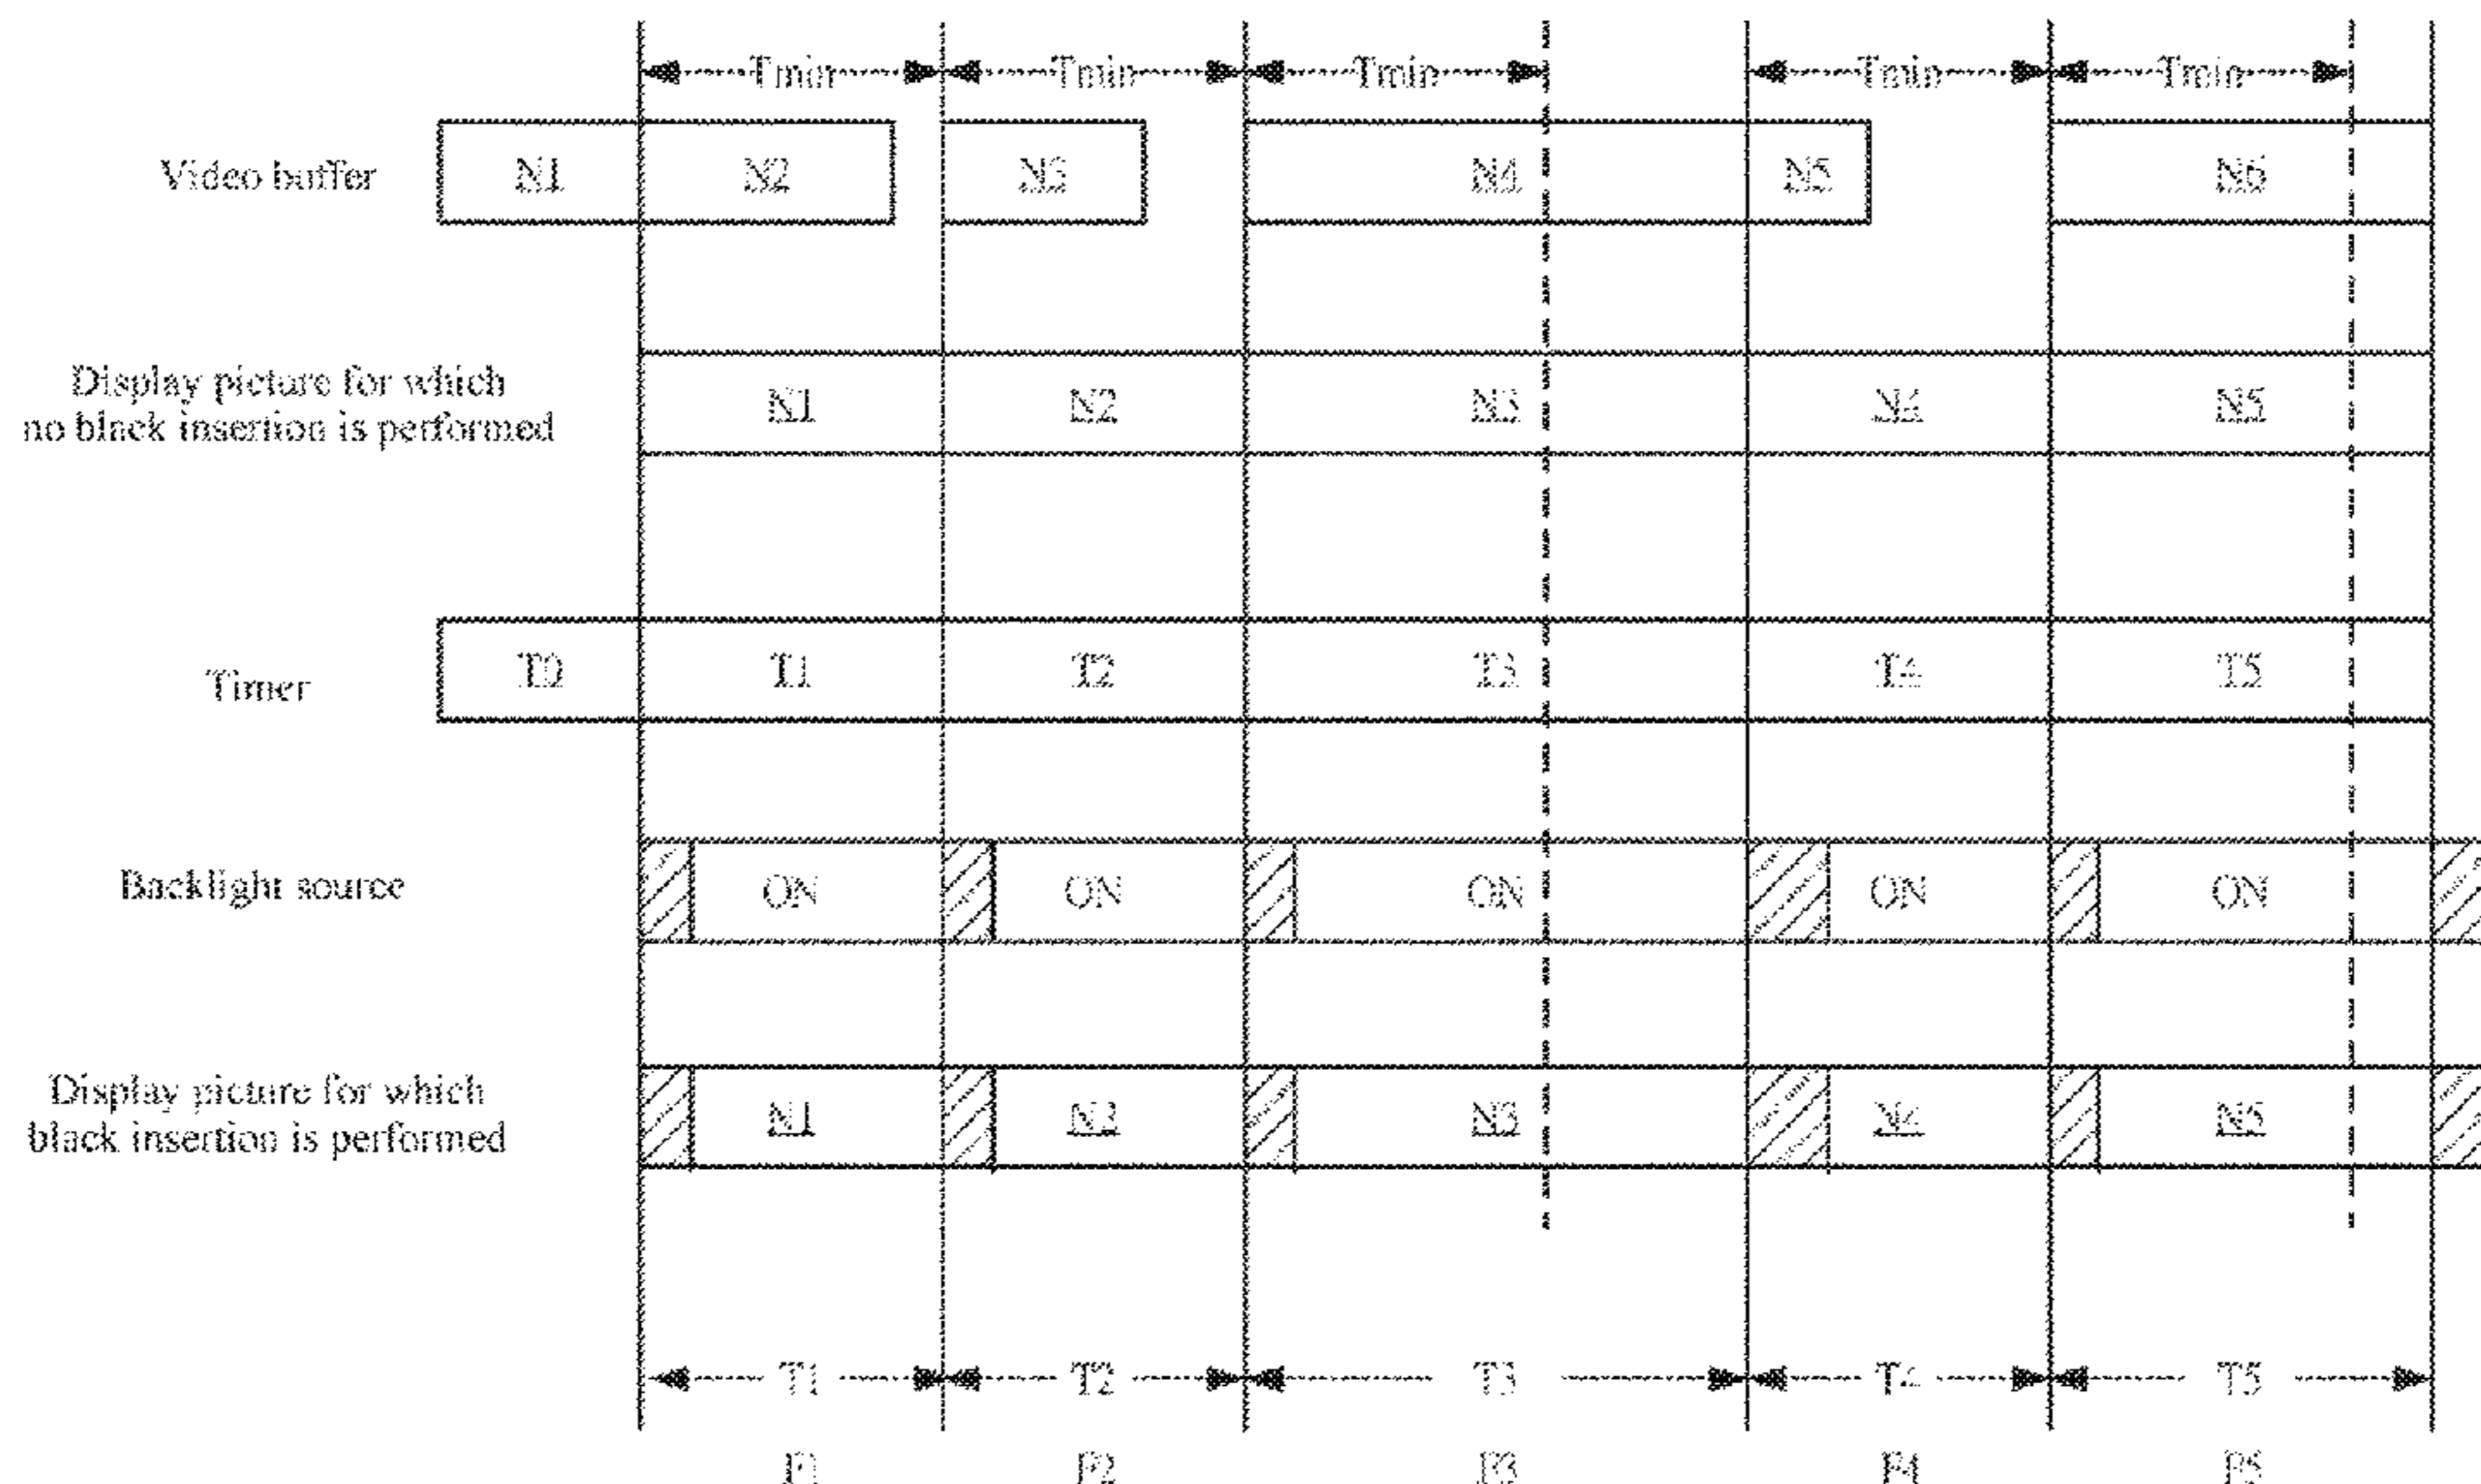 Tmin Tmin Tmin Tmin Tmin
Video buffer N1 N2 N3 N4 N5 N6
Display picture for which
no black insertion is performed
N1 N2 N3 N4 N5
Timer T0 T1 T2 T3 T4 T5
Backlight source ON ON ON ON ON
Display picture for which
black insertion is performed
N1 N2 N3 N4 N5
T1 T2 T3 T4 T5
F1 F2 F3 F4 F5